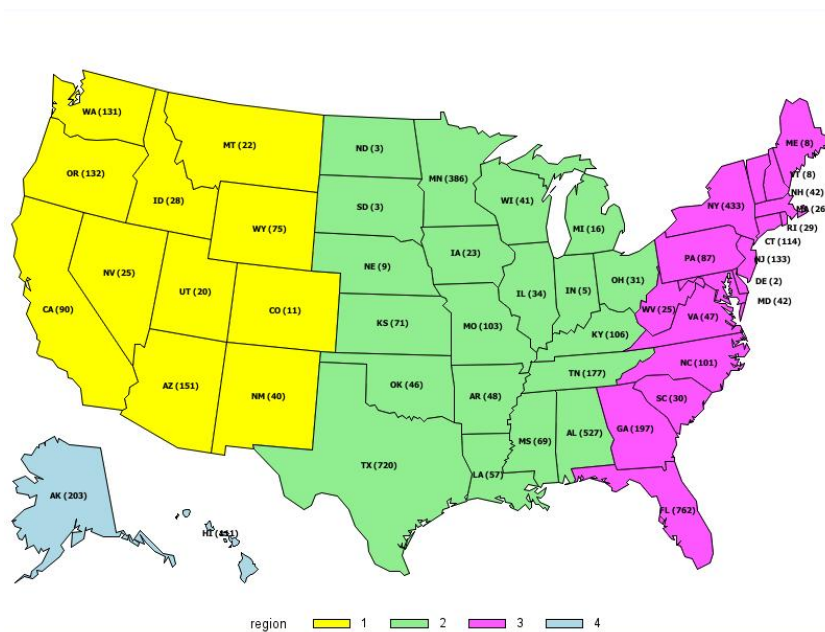 WA (131)
MT (22)
ND (3)
ME (8)
OR (132)
MN (386)
VT (8)
ID (28)
SD (3)
WI (41)
NH (42)
NY (433)
WY (75)
MI (16)
RI (29)
CT (114)
IA (23)
PA (87)
NJ (133)
NE (9)
NV (25)
UT (20)
IL (34)
IN (5)
OH (31)
DE (2)
MD (42)
CA (90)
CO (11)
KS (71)
MO (103)
WV (25)
VA (47)
KY (106)
NC (101)
TN (177)
AZ (151)
NM (40)
OK (46)
AR (48)
SC (30)
MS (69)
AL (527)
GA (197)
TX (720)
LA (57)
AK (203)
FL (762)
region 1 2 3 4